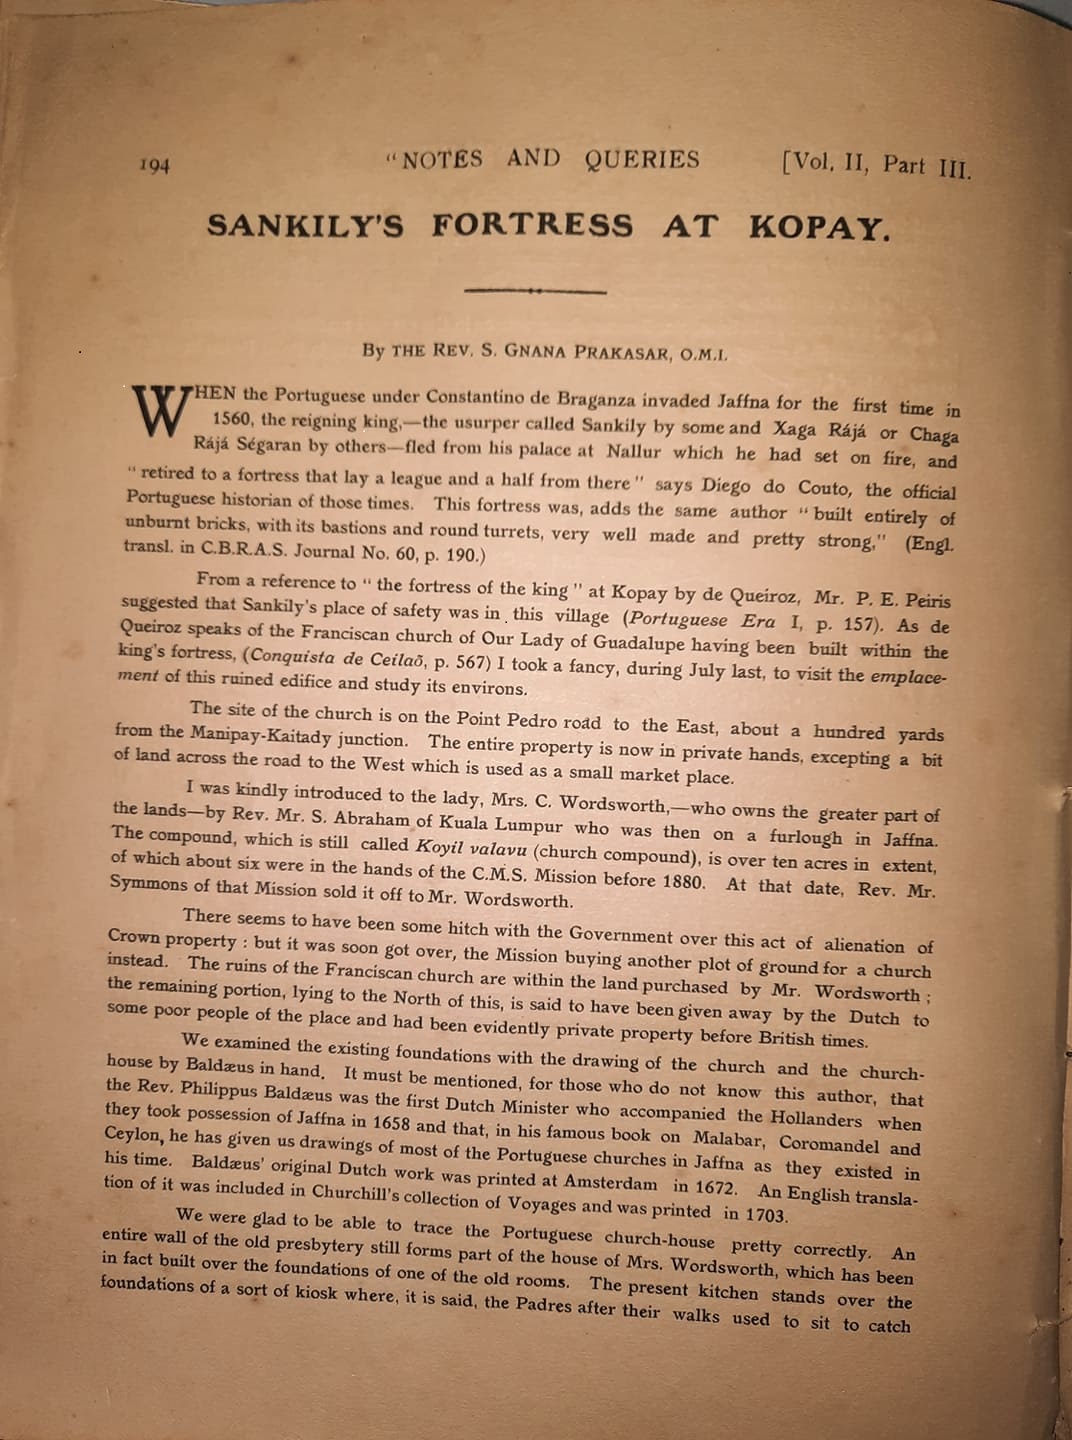 194 "NOTES AND QUERIES [Vol, II, Part III.
SANKILY'S FORTRESS AT KOPAY.
By THE REV. S. GNANA PRAKASAR, O.M.I.
WHEN the Portuguese under Constantino de Braganza invaded Jaffna for the first time in
1560, the reigning king,—the usurper called Sankily by some and Xaga Rájá or Chaga
Rájá Ségaran by others—fled from his palace at Nallur which he had set on fire, and
"retired to a fortress that lay a league and a half from there" says Diego do Couto, the official
Portuguese historian of those times. This fortress was, adds the same author "built entirely of
unburnt bricks, with its bastions and round turrets, very well made and pretty strong," (Engl.
transl. in C.B.R.A.S. Journal No. 60, p. 190.)
From a reference to "the fortress of the king" at Kopay by de Queiroz, Mr. P. E. Peiris
suggested that Sankily's place of safety was in this village (Portuguese Era I, p. 157). As de
Queiroz speaks of the Franciscan church of Our Lady of Guadalupe having been built within the
king's fortress, (Conquista de Ceilaõ, p. 567) I took a fancy, during July last, to visit the emplace-
ment of this ruined edifice and study its environs.
The site of the church is on the Point Pedro road to the East, about a hundred yards
from the Manipay-Kaitady junction. The entire property is now in private hands, excepting a bit
of land across the road to the West which is used as a small market place.
I was kindly introduced to the lady, Mrs. C. Wordsworth,—who owns the greater part of
the lands—by Rev. Mr. S. Abraham of Kuala Lumpur who was then on a furlough in Jaffna.
The compound, which is still called Koyil valavu (church compound), is over ten acres in extent,
of which about six were in the hands of the C.M.S. Mission before 1880. At that date, Rev. Mr.
Symmons of that Mission sold it off to Mr. Wordsworth.
There seems to have been some hitch with the Government over this act of alienation of
Crown property : but it was soon got over, the Mission buying another plot of ground for a church
instead. The ruins of the Franciscan church are within the land purchased by Mr. Wordsworth ;
the remaining portion, lying to the North of this, is said to have been given away by the Dutch to
some poor people of the place and had been evidently private property before British times.
We examined the existing foundations with the drawing of the church and the church-
house by Baldæus in hand. It must be mentioned, for those who do not know this author, that
the Rev. Philippus Baldæus was the first Dutch Minister who accompanied the Hollanders when
they took possession of Jaffna in 1658 and that, in his famous book on Malabar, Coromandel and
Ceylon, he has given us drawings of most of the Portuguese churches in Jaffna as they existed in
his time. Baldæus' original Dutch work was printed at Amsterdam in 1672. An English transla-
tion of it was included in Churchill's collection of Voyages and was printed in 1703.
We were glad to be able to trace the Portuguese church-house pretty correctly. An
entire wall of the old presbytery still forms part of the house of Mrs. Wordsworth, which has been
in fact built over the foundations of one of the old rooms. The present kitchen stands over the
foundations of a sort of kiosk where, it is said, the Padres after their walks used to sit to catch